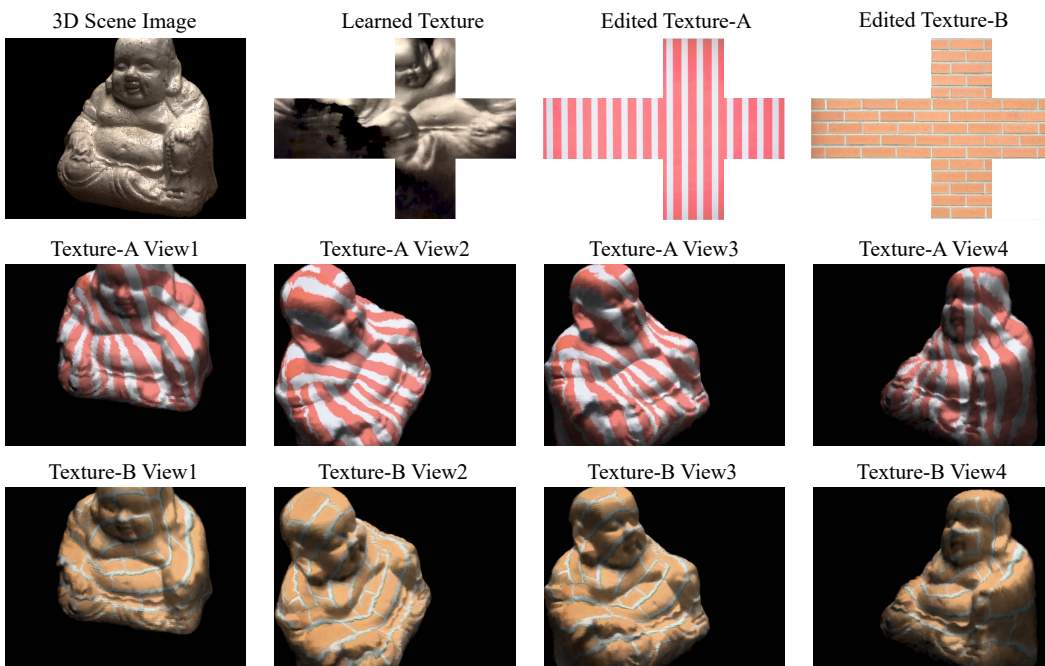 3D Scene Image
Learned Texture
Edited Texture-A
Edited Texture-B
Texture-A View1
Texture-A View2
Texture-A View3
Texture-A View4
Texture-B View1
Texture-B View2
Texture-B View3
Texture-B View4